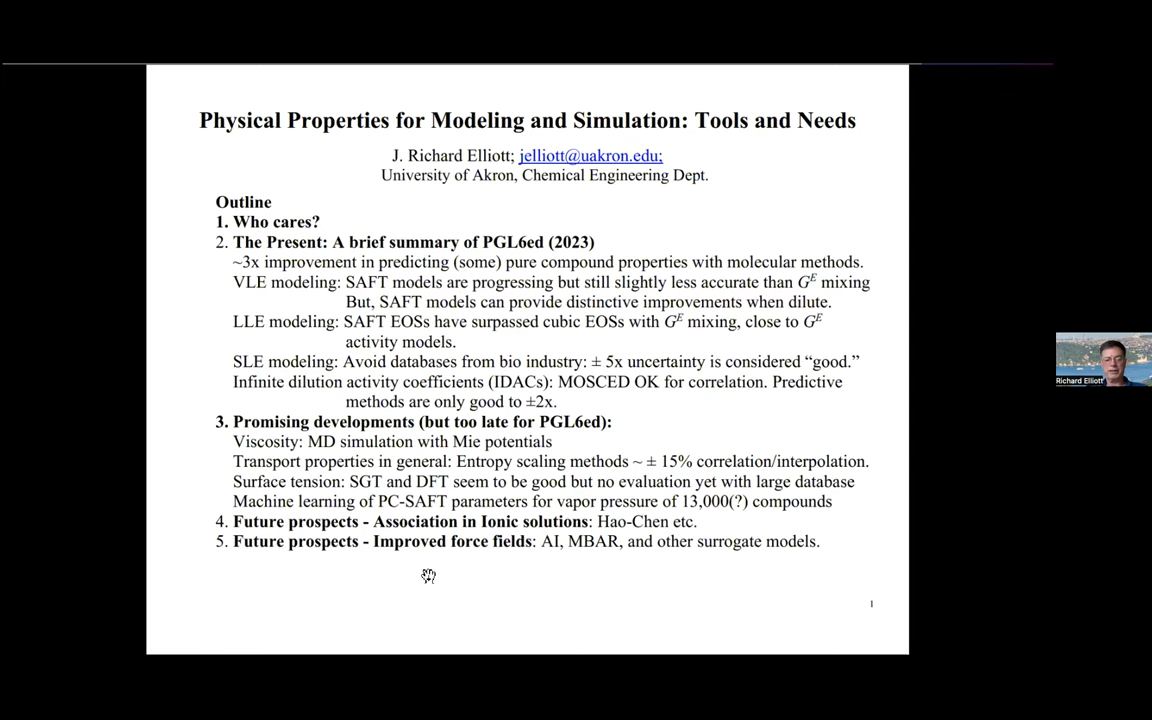 Physical Properties for Modeling and Simulation: Tools and Needs
J. Richard Elliott; jelliott@uakron.edu;
University of Akron, Chemical Engineering Dept.
Outline
1. Who cares?
2. The Present: A brief summary of PGL6ed (2023)
~3x improvement in predicting (some) pure compound properties with molecular methods.
VLE modeling: SAFT models are progressing but still slightly less accurate than G^E mixing
But, SAFT models can provide distinctive improvements when dilute.
LLE modeling: SAFT EOSs have surpassed cubic EOSs with G^E mixing, close to G^E
activity models.
SLE modeling: Avoid databases from bio industry: ± 5x uncertainty is considered “good.”
Infinite dilution activity coefficients (IDACs): MOSCED OK for correlation. Predictive
methods are only good to ±2x.
3. Promising developments (but too late for PGL6ed):
Viscosity: MD simulation with Mie potentials
Transport properties in general: Entropy scaling methods ~ ± 15% correlation/interpolation.
Surface tension: SGT and DFT seem to be good but no evaluation yet with large database
Machine learning of PC-SAFT parameters for vapor pressure of 13,000(?) compounds
4. Future prospects - Association in Ionic solutions: Hao-Chen etc.
5. Future prospects - Improved force fields: AI, MBAR, and other surrogate models.
1
Richard Elliott